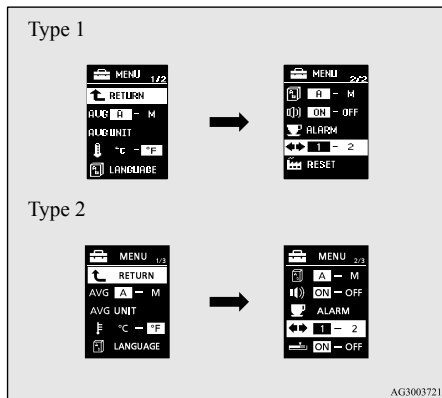 Type 1
MENU 1/2
RETURN
AVG A – M
AVG UNIT
°C – °F
LANGUAGE
MENU 2/2
A – M
ON – OFF
ALARM
1 – 2
RESET
Type 2
MENU 1/3
RETURN
AVG A – M
AVG UNIT
°C – °F
LANGUAGE
MENU 2/3
A – M
ON – OFF
ALARM
1 – 2
ON – OFF
AG3003721